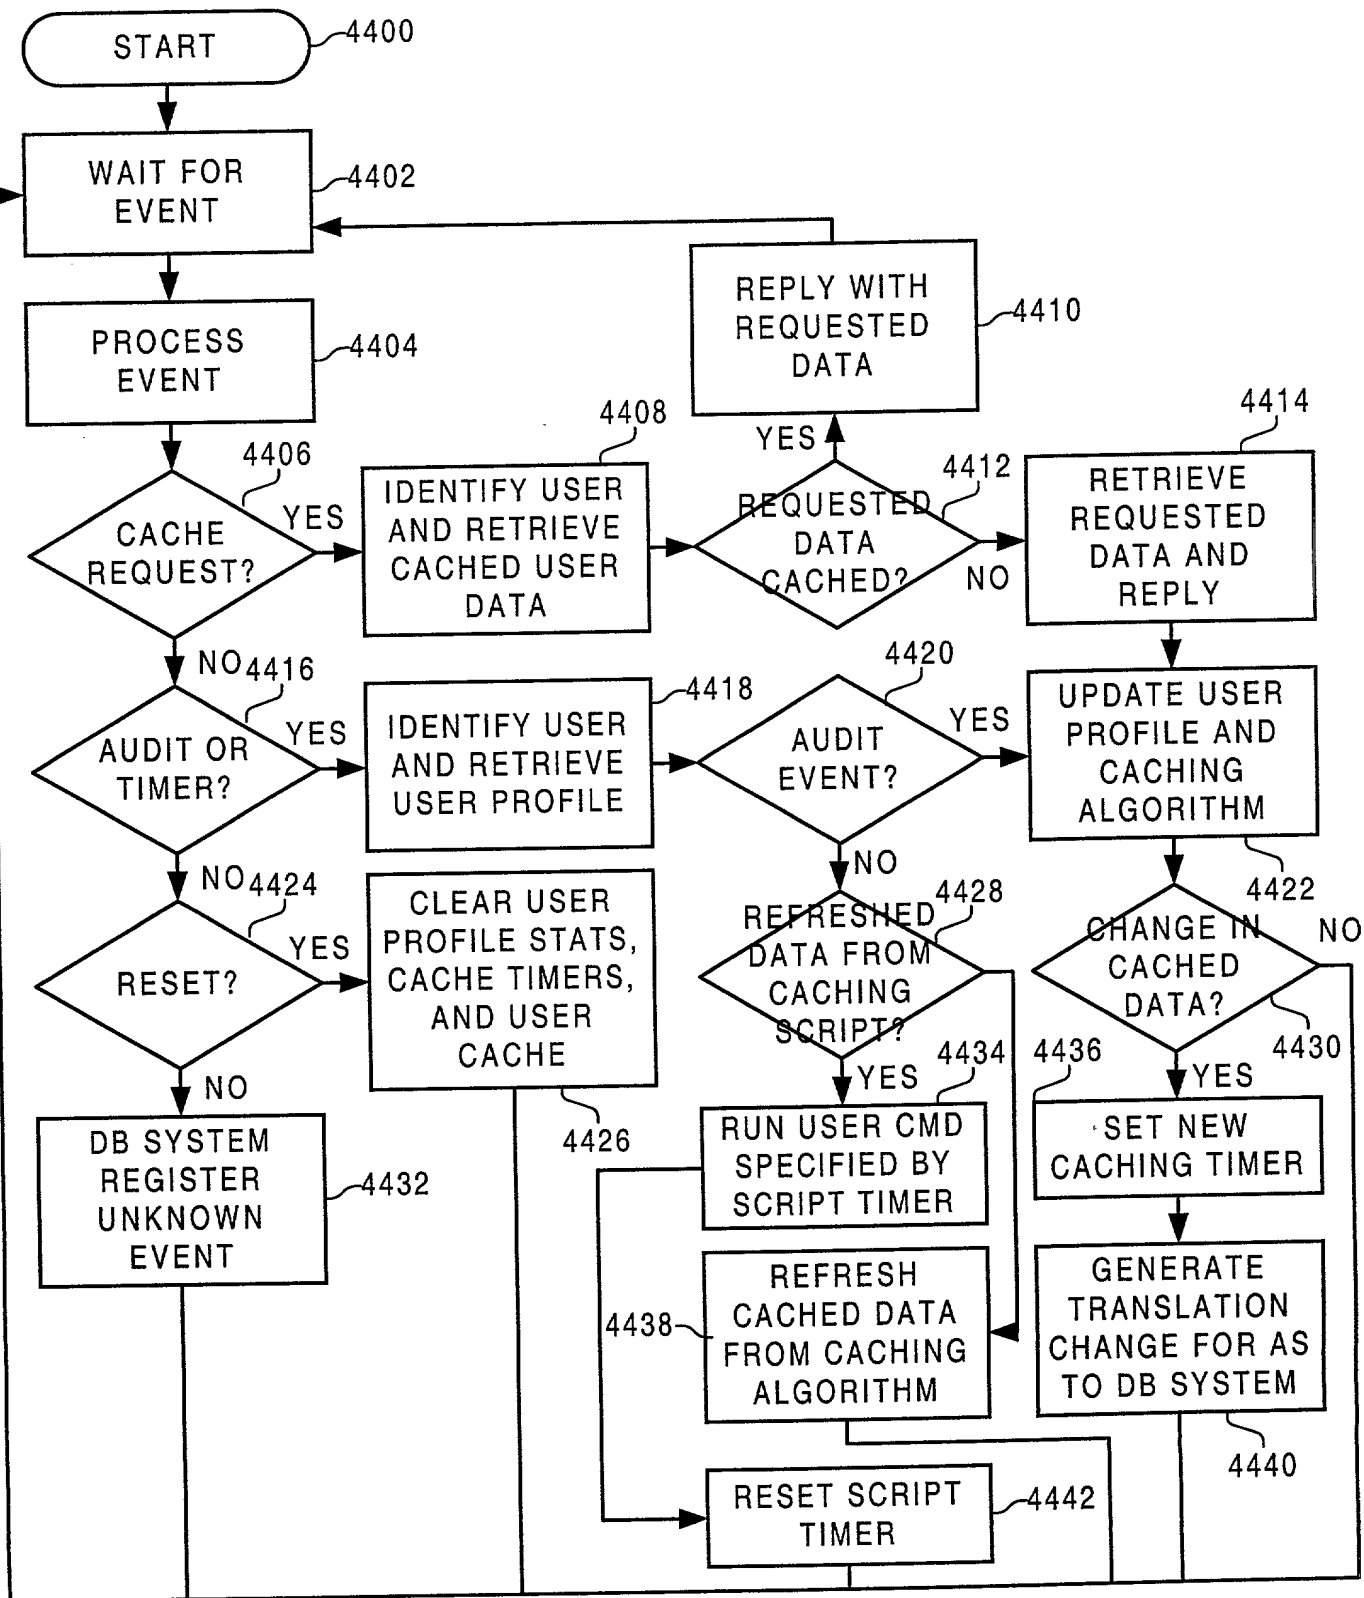 START
4400
WAIT FOR
EVENT
4402
PROCESS
EVENT
4404
REPLY WITH
REQUESTED
DATA
4410
4406
CACHE
REQUEST?
YES
NO
4408
IDENTIFY USER
AND RETRIEVE
CACHED USER
DATA
YES
4412
REQUESTED
DATA
CACHED?
NO
4414
RETRIEVE
REQUESTED
DATA AND
REPLY
4416
AUDIT OR
TIMER?
YES
NO
4418
IDENTIFY USER
AND RETRIEVE
USER PROFILE
4420
AUDIT
EVENT?
YES
NO
UPDATE USER
PROFILE AND
CACHING
ALGORITHM
4422
4424
RESET?
YES
NO
CLEAR USER
PROFILE STATS,
CACHE TIMERS,
AND USER
CACHE
4426
4428
REFRESHED
DATA FROM
CACHING
SCRIPT?
YES
CHANGE IN
CACHED
DATA?
NO
4430
YES
DB SYSTEM
REGISTER
UNKNOWN
EVENT
4432
4434
RUN USER CMD
SPECIFIED BY
SCRIPT TIMER
4436
SET NEW
CACHING TIMER
4438
REFRESH
CACHED DATA
FROM CACHING
ALGORITHM
GENERATE
TRANSLATION
CHANGE FOR AS
TO DB SYSTEM
4440
RESET SCRIPT
TIMER
4442